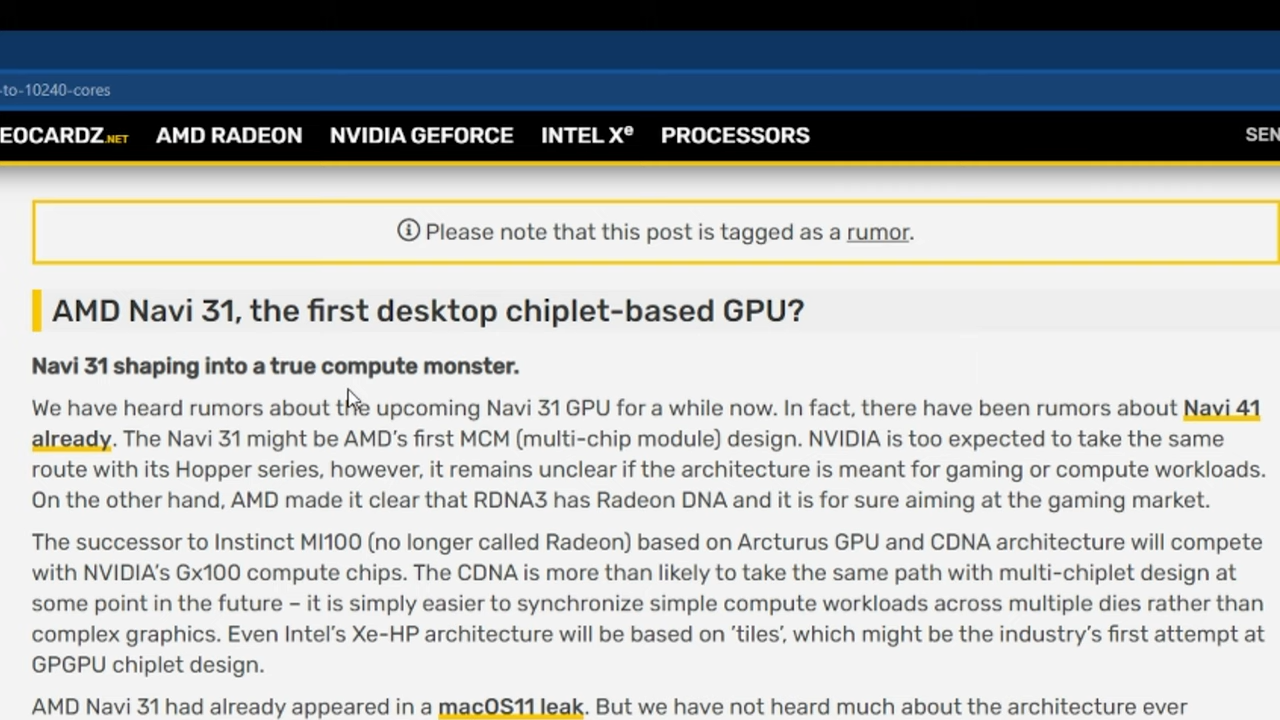 -to-10240-cores
EOCARDZ.NET AMD RADEON NVIDIA GEFORCE INTEL Xe PROCESSORS SEN
Please note that this post is tagged as a rumor.
AMD Navi 31, the first desktop chiplet-based GPU?
Navi 31 shaping into a true compute monster.
We have heard rumors about the upcoming Navi 31 GPU for a while now. In fact, there have been rumors about Navi 41
already. The Navi 31 might be AMD's first MCM (multi-chip module) design. NVIDIA is too expected to take the same
route with its Hopper series, however, it remains unclear if the architecture is meant for gaming or compute workloads.
On the other hand, AMD made it clear that RDNA3 has Radeon DNA and it is for sure aiming at the gaming market.
The successor to Instinct MI100 (no longer called Radeon) based on Arcturus GPU and CDNA architecture will compete
with NVIDIA's Gx100 compute chips. The CDNA is more than likely to take the same path with multi-chiplet design at
some point in the future – it is simply easier to synchronize simple compute workloads across multiple dies rather than
complex graphics. Even Intel's Xe-HP architecture will be based on 'tiles', which might be the industry's first attempt at
GPGPU chiplet design.
AMD Navi 31 had already appeared in a macOS11 leak. But we have not heard much about the architecture ever